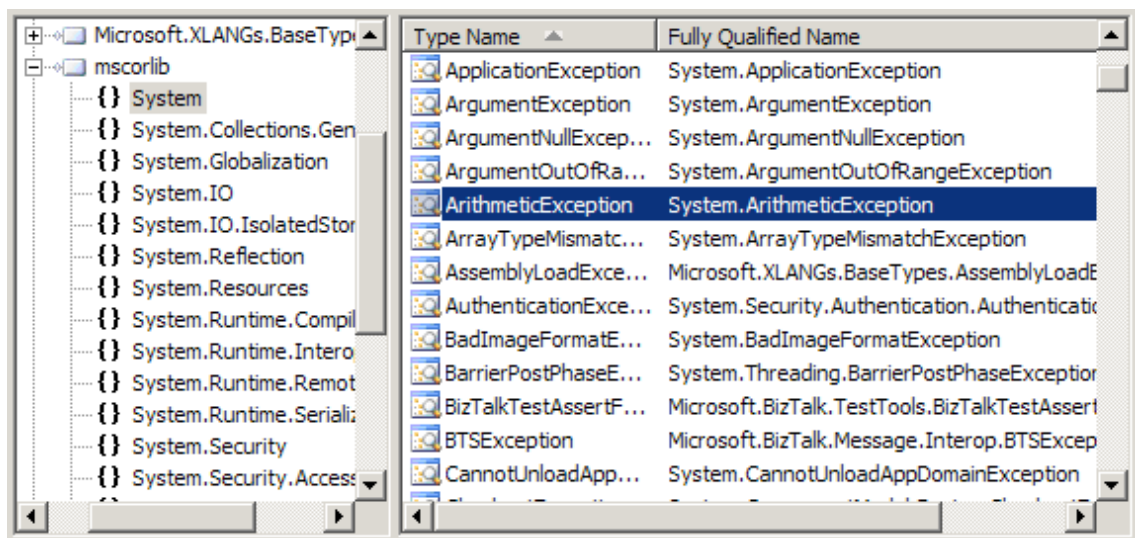 Microsoft.XLANGs.BaseType
mscorlib
{} System
{} System.Collections.Gen
{} System.Globalization
{} System.IO
{} System.IO.IsolatedStor
{} System.Reflection
{} System.Resources
{} System.Runtime.Compil
{} System.Runtime.Intero
{} System.Runtime.Remot
{} System.Runtime.Serializ
{} System.Security
{} System.Security.Access
Type Name Fully Qualified Name
ApplicationException System.ApplicationException
ArgumentException System.ArgumentException
ArgumentNullExcep... System.ArgumentNullException
ArgumentOutOfRa... System.ArgumentOutOfRangeException
ArithmeticException System.ArithmeticException
ArrayTypeMismatc... System.ArrayTypeMismatchException
AssemblyLoadExce... Microsoft.XLANGs.BaseTypes.AssemblyLoadE
AuthenticationExce... System.Security.Authentication.Authenticatio
BadImageFormatE... System.BadImageFormatException
BarrierPostPhaseE... System.Threading.BarrierPostPhaseException
BizTalkTestAssertF... Microsoft.BizTalk.TestTools.BizTalkTestAssert
BTSException Microsoft.BizTalk.Message.Interop.BTSExcep
CannotUnloadApp... System.CannotUnloadAppDomainException